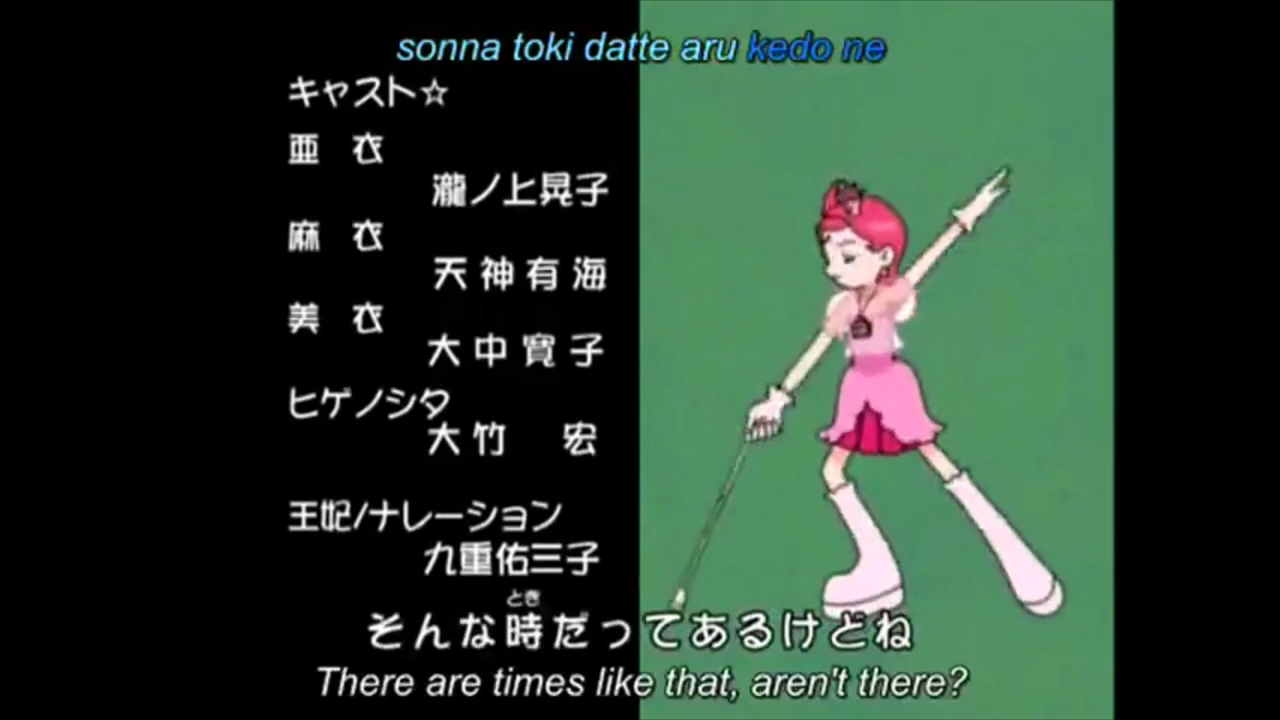 sonna toki datte aru kedo ne
キャスト☆
亜 衣
瀧ノ上晃子
麻 衣
天神有海
美 衣
大中寛子
ヒゲノシタ
大竹 宏
王妃/ナレーション
九重佑三子
とき
そんな時だってあるけどね
There are times like that, aren't there?